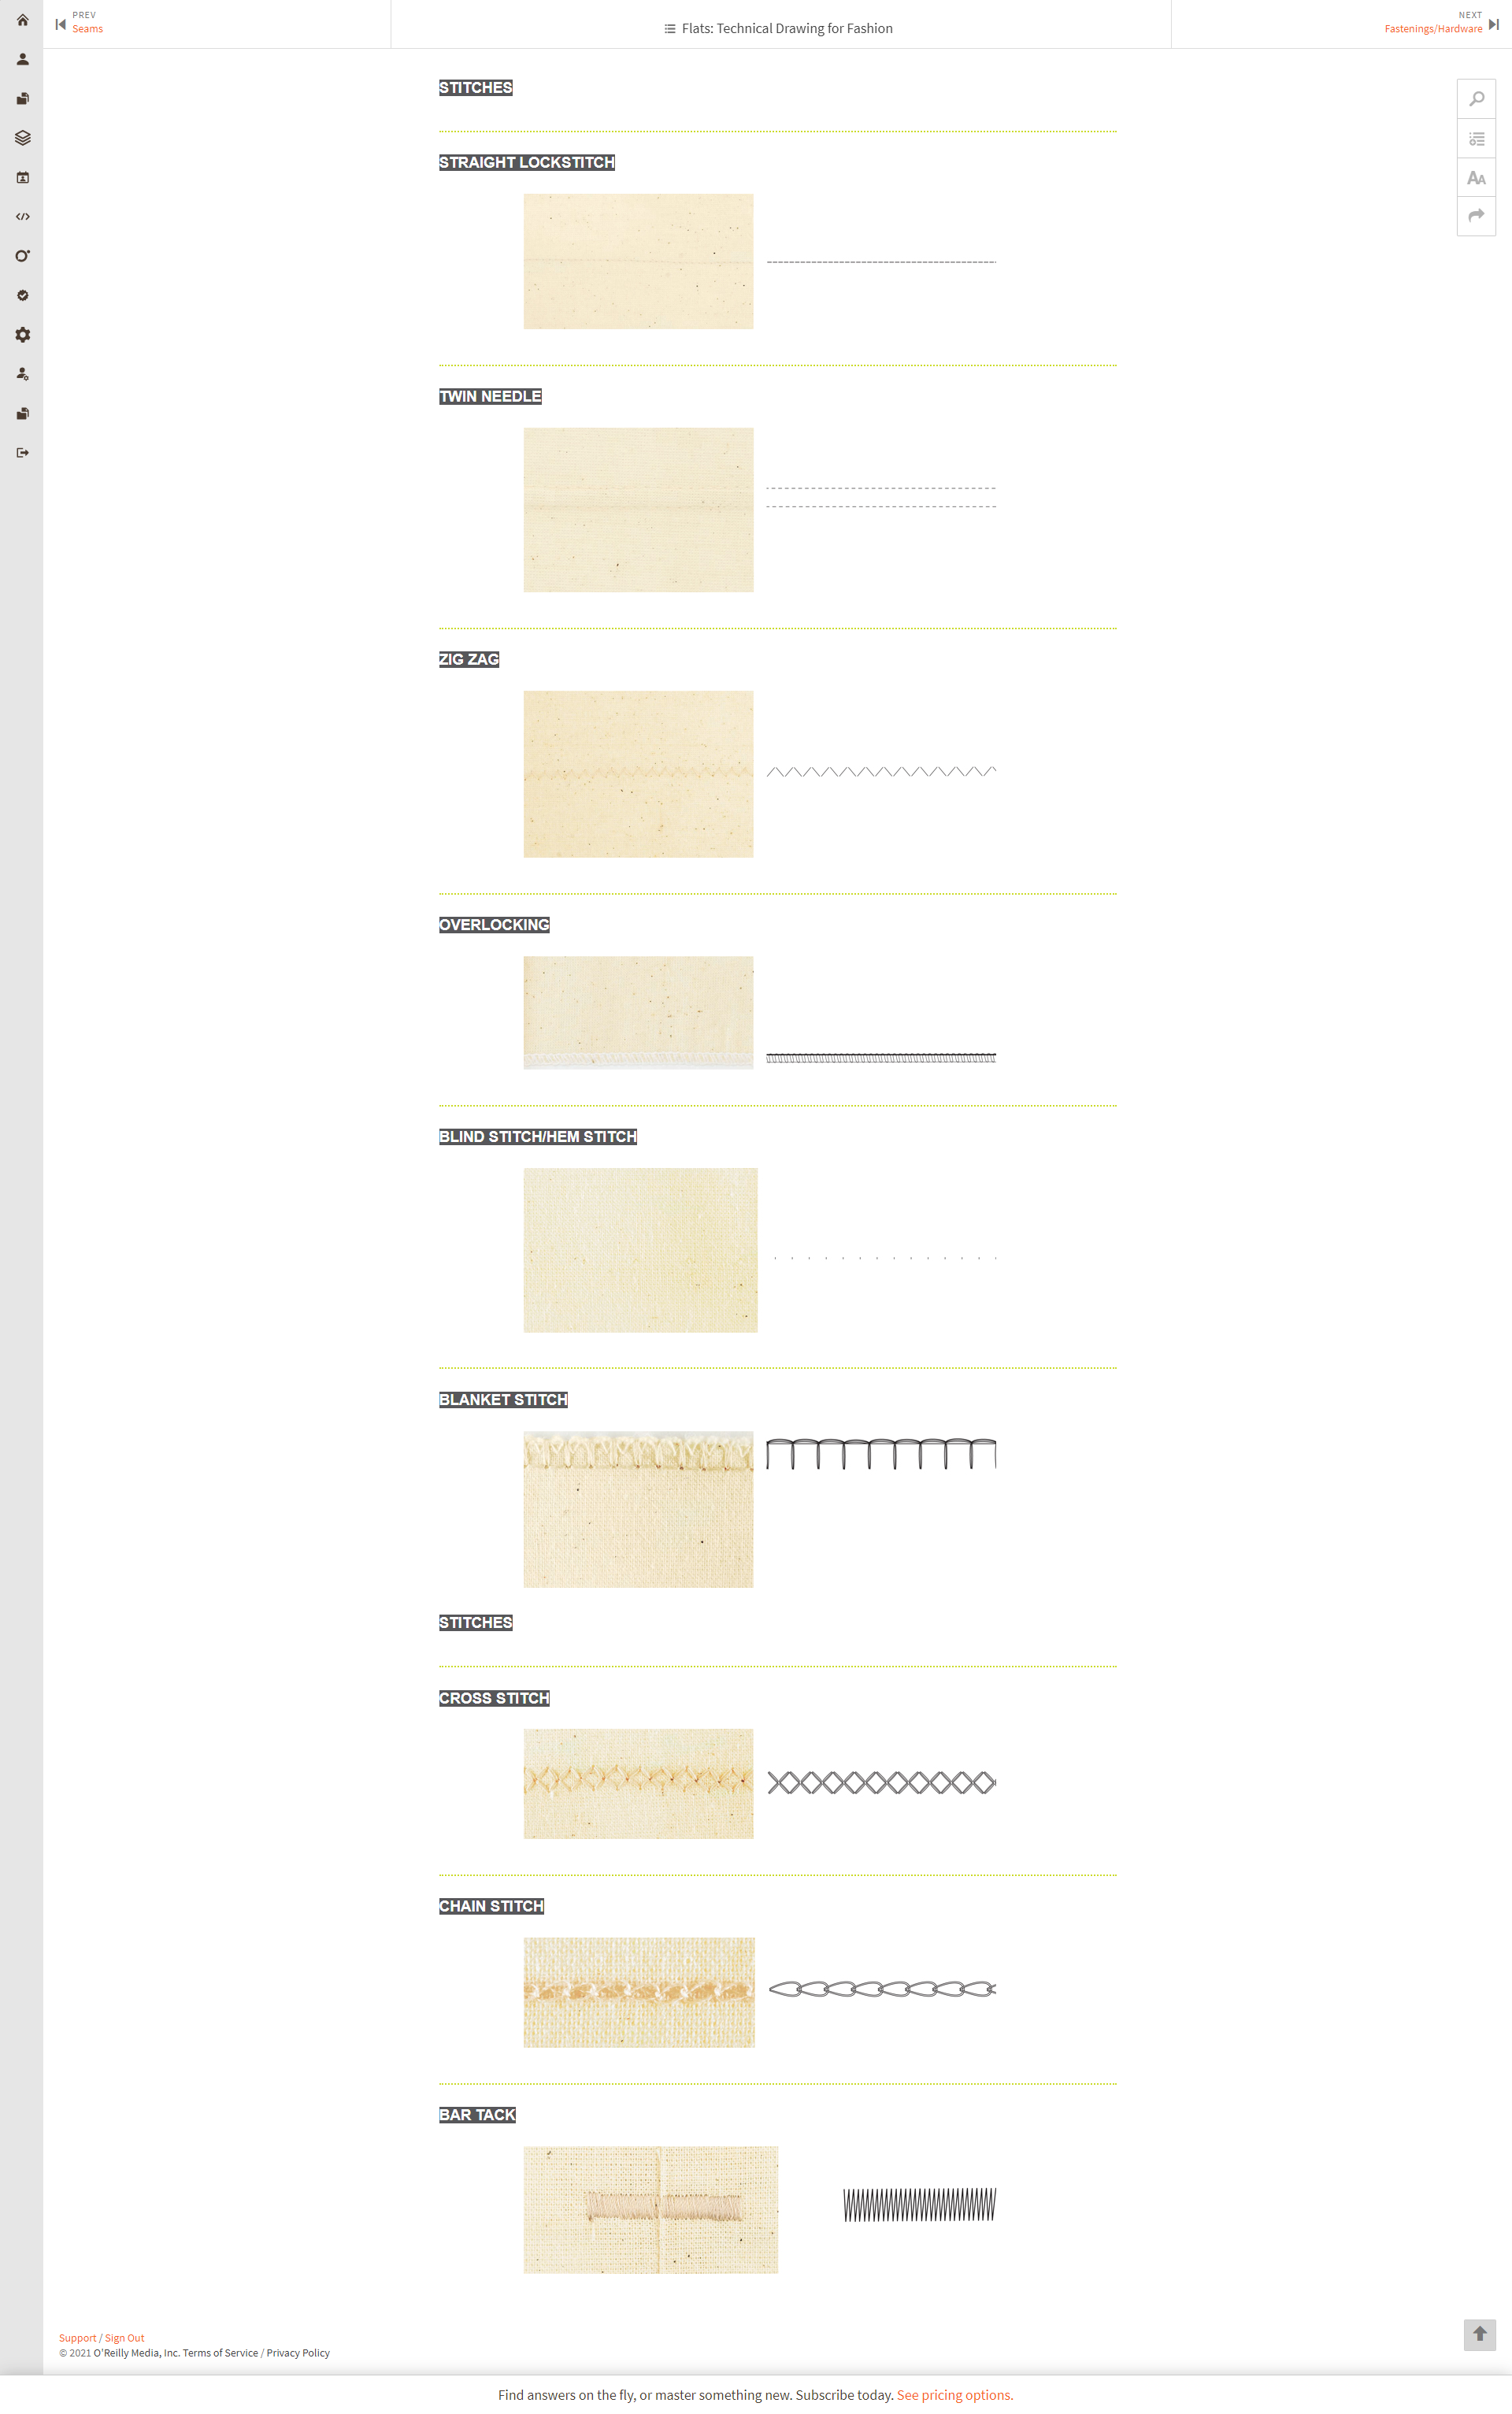 PREV
Seams
Flats: Technical Drawing for Fashion
NEXT
Fastenings/Hardware
STITCHES
STRAIGHT LOCKSTITCH
TWIN NEEDLE
ZIG ZAG
OVERLOCKING
BLIND STITCH/HEM STITCH
BLANKET STITCH
STITCHES
CROSS STITCH
CHAIN STITCH
BAR TACK
Support / Sign Out
© 2021 O'Reilly Media, Inc. Terms of Service / Privacy Policy
Find answers on the fly, or master something new. Subscribe today. See pricing options.